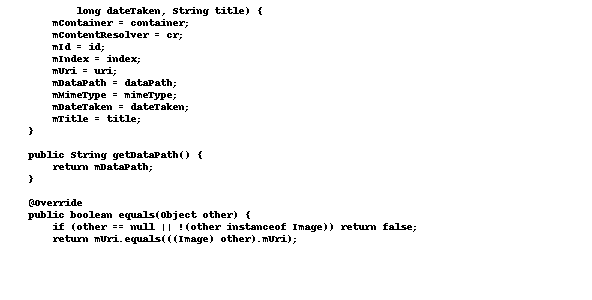 long dateTaken, String title) {
mContainer = container;
mContentResolver = cr;
mId = id;
mIndex = index;
mUri = uri;
mDataPath = dataPath;
mMimeType = mimeType;
mDateTaken = dateTaken;
mTitle = title;
}
public String getDataPath() {
return mDataPath;
}
@Override
public boolean equals(Object other) {
if (other == null || !(other instanceof Image)) return false;
return mUri.equals(((Image) other).mUri);